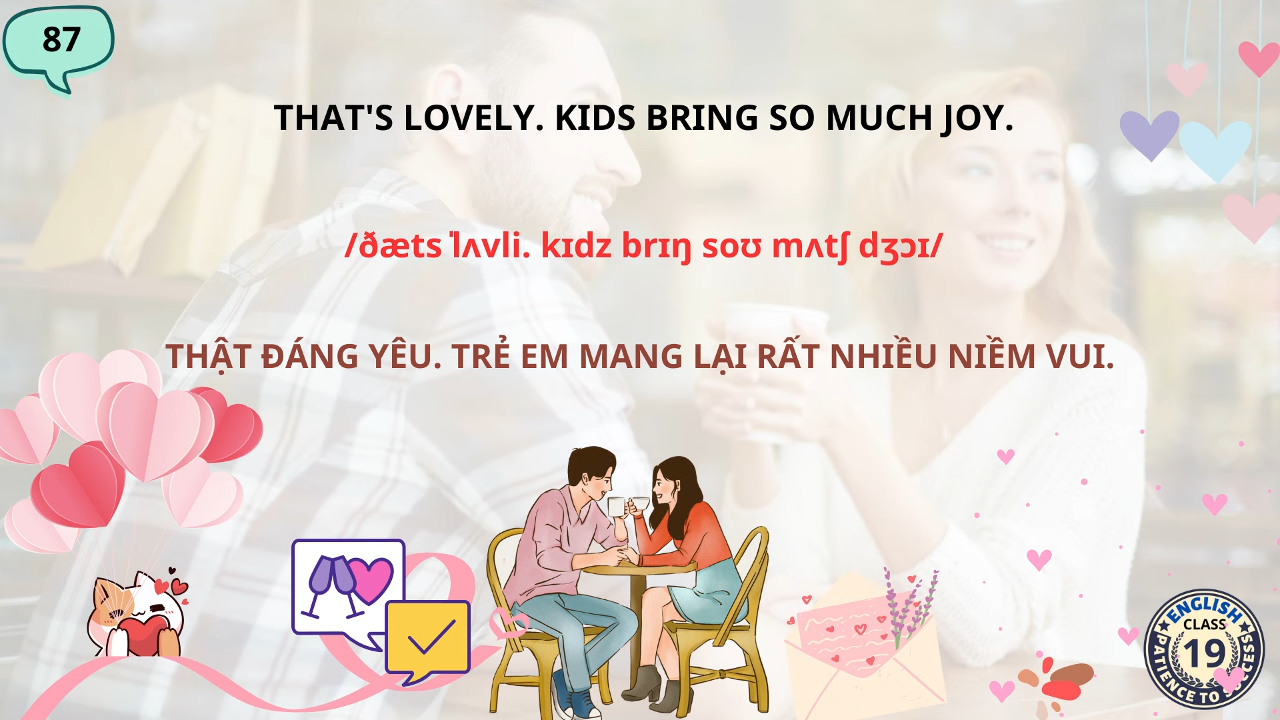 87
THAT'S LOVELY. KIDS BRING SO MUCH JOY.
/ðæts ˈlʌvli. kɪdz brɪŋ soʊ mʌtʃ dʒɔɪ/
THẬT ĐÁNG YÊU. TRẺ EM MANG LẠI RẤT NHIỀU NIỀM VUI.
ENGLISH
CLASS
19
PATIENCE TO SUCCESS